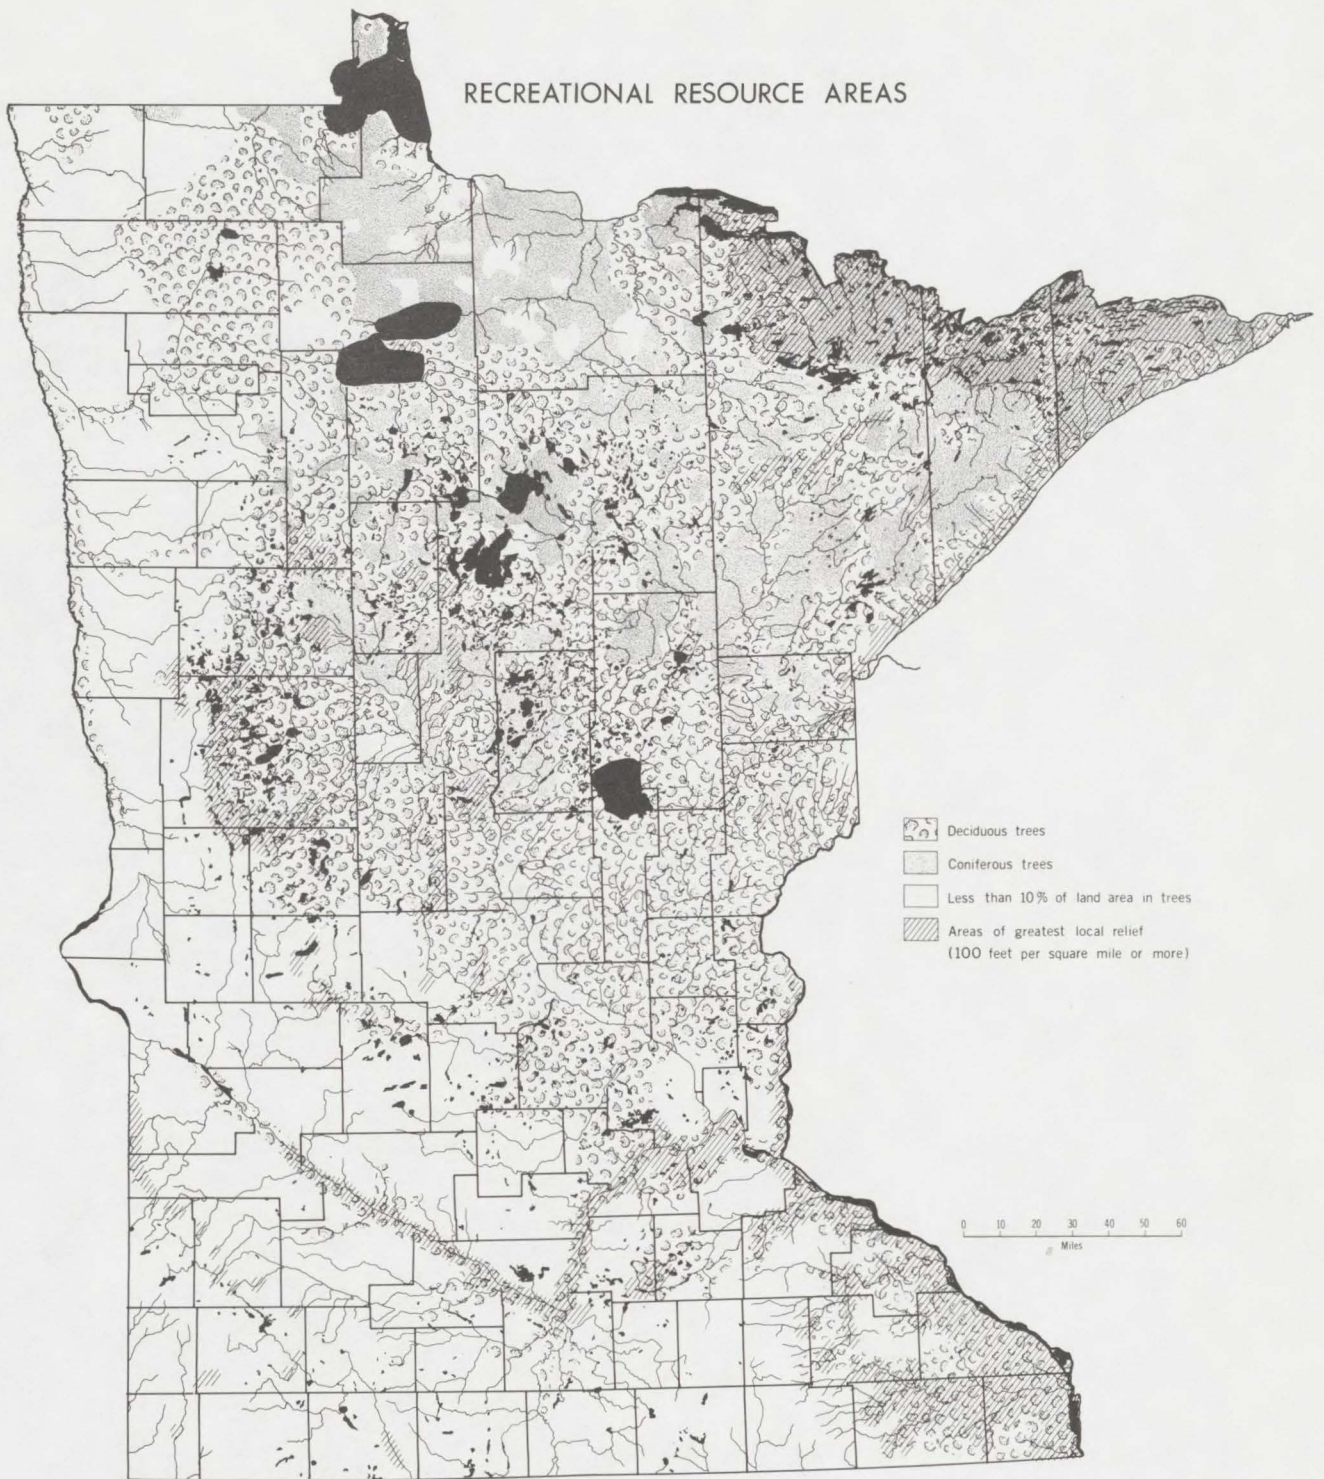 RECREATIONAL RESOURCE AREAS
Deciduous trees
Coniferous trees
Less than 10% of land area in trees
Areas of greatest local relief
(100 feet per square mile or more)
0 10 20 30 40 50 60
Miles